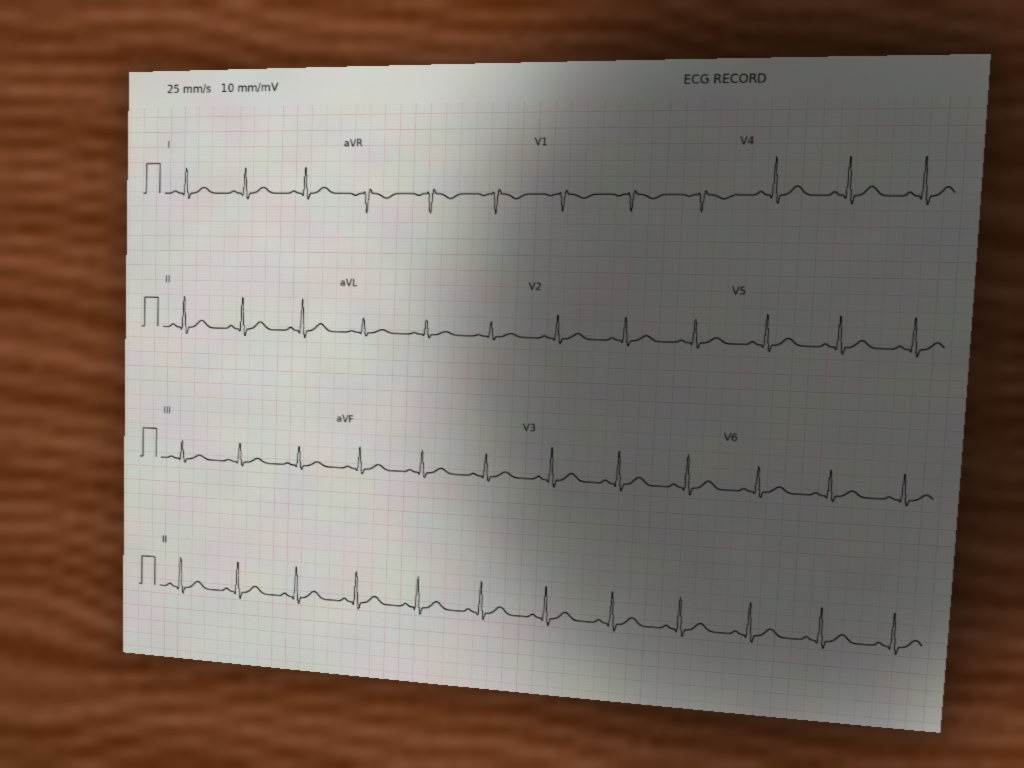 25 mm/s 10 mm/mV
ECG RECORD
I aVR V1 V4
II aVL V2 V5
III aVF V3 V6
II